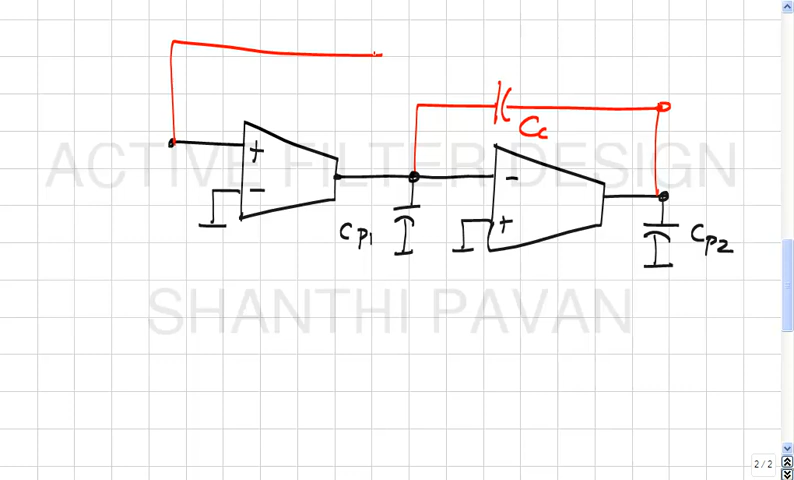 Cc
+
-
-
+
Cp1
Cp2
ACTIVE FILTER DESIGN
SHANTHI PAVAN
2 / 2